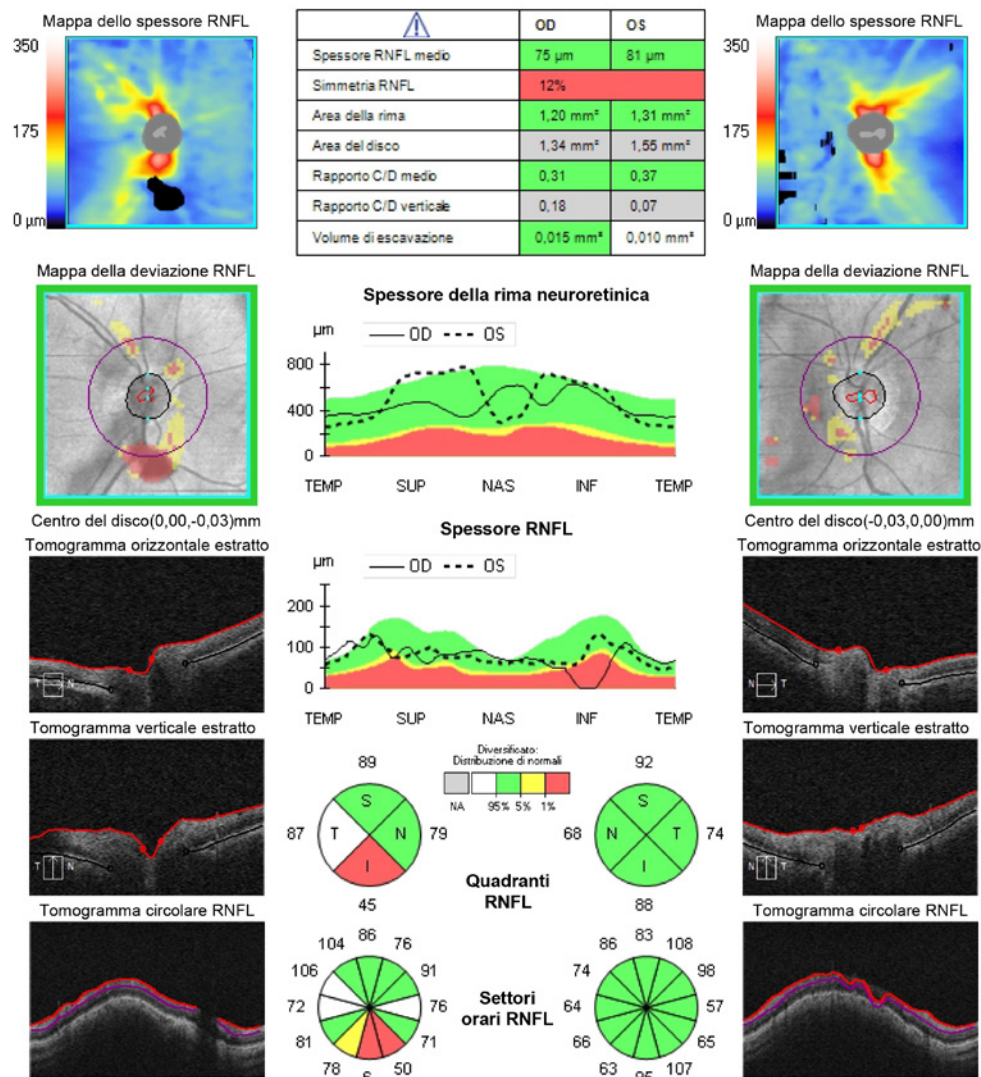 Mappa dello spessore RNFL
350
175
0 µm
OD OS
Spessore RNFL medio 75 µm 81 µm
Simmetria RNFL 12%
Area della rima 1,20 mm² 1,31 mm²
Area del disco 1,34 mm² 1,55 mm²
Rapporto C/D medio 0,31 0,37
Rapporto C/D verticale 0,18 0,07
Volume di escavazione 0,015 mm³ 0,010 mm³
Mappa dello spessore RNFL
350
175
0 µm
Mappa della deviazione RNFL
Centro del disco(0,00,-0,03)mm
Spessore della rima neuroretinica
µm
OD OS
800
400
0
TEMP SUP NAS INF TEMP
Mappa della deviazione RNFL
Centro del disco(-0,03,0,00)mm
Tomogramma orizzontale estratto
T N
Spessore RNFL
µm
OD OS
200
100
0
TEMP SUP NAS INF TEMP
Tomogramma orizzontale estratto
N T
Tomogramma verticale estratto
T N
Diversificato:
Distribuzione di normali
NA 95% 5% 1%
89
87 T S N I 79
45
Quadranti
RNFL
92
68 N S T I 74
88
Tomogramma verticale estratto
N T
Tomogramma circolare RNFL
86
104 76
106 91
72 76
81 71
78 50
Settori
orari RNFL
83
86 108
74 98
64 57
66 65
63 107
Tomogramma circolare RNFL